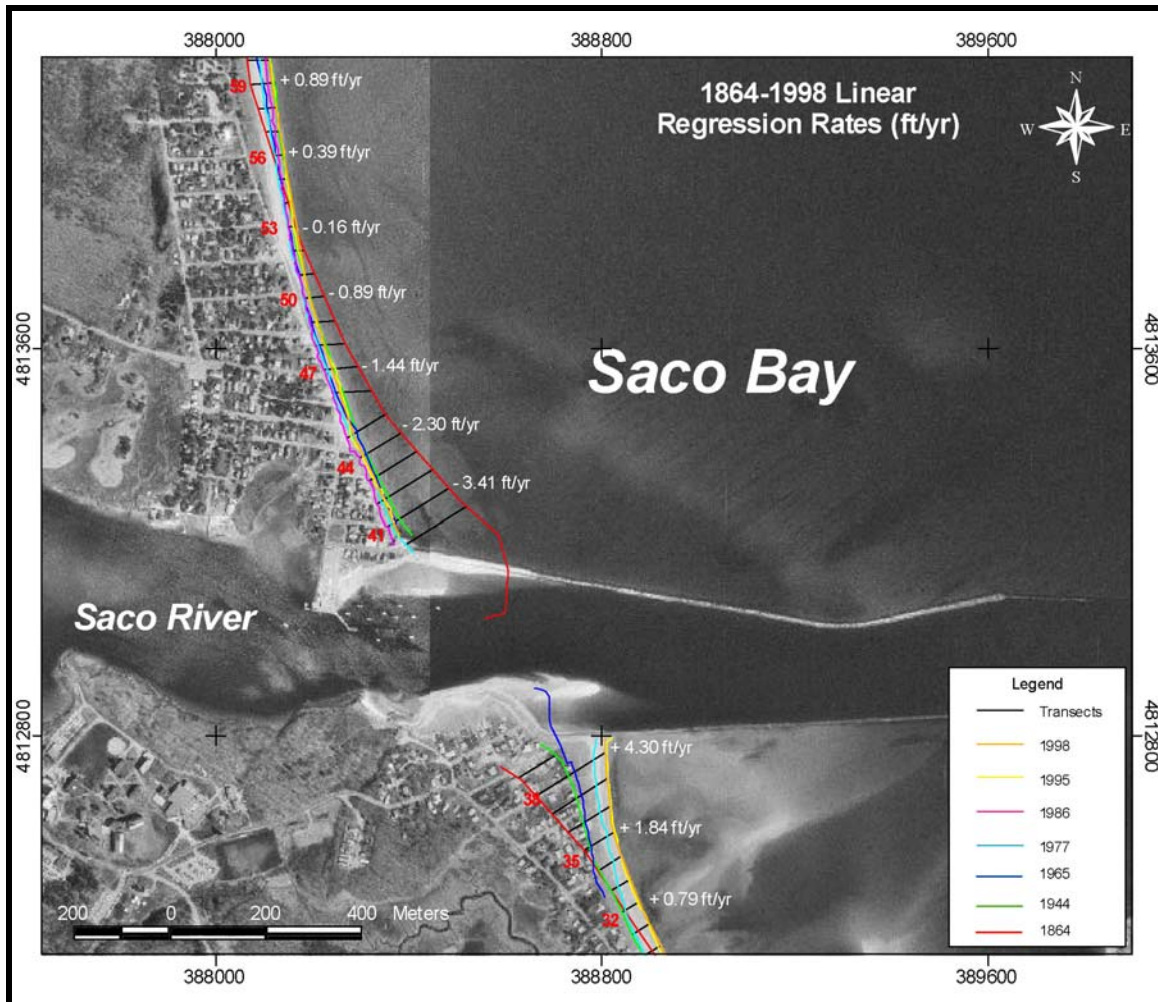 388000
388800
389600
1864-1998 Linear
Regression Rates (ft/yr)
N
W
E
S
59
+ 0.89 ft/yr
56
+ 0.39 ft/yr
53
- 0.16 ft/yr
50
- 0.89 ft/yr
4813600
4813600
47
- 1.44 ft/yr
Saco Bay
- 2.30 ft/yr
44
- 3.41 ft/yr
41
Saco River
4812800
4812800
+ 4.30 ft/yr
38
+ 1.84 ft/yr
35
+ 0.79 ft/yr
32
200 0 200 400 Meters
Legend
Transects
1998
1995
1986
1977
1965
1944
1864
388000
388800
389600